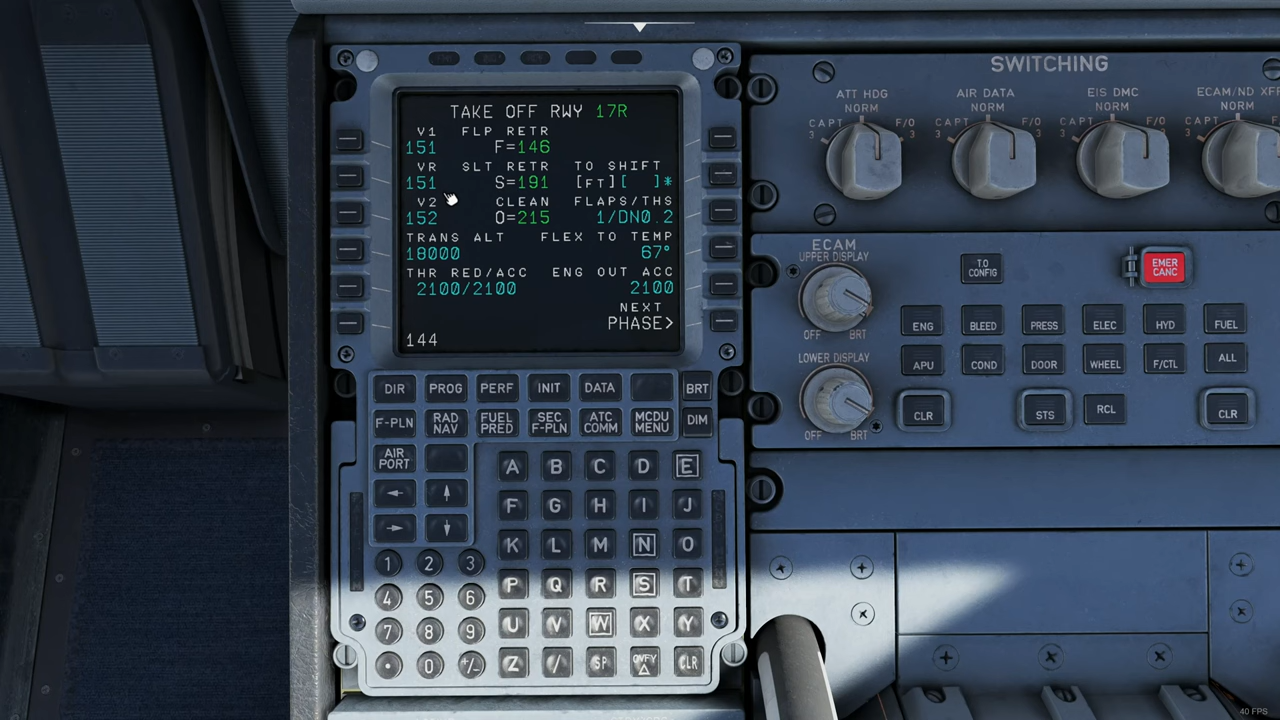 TAKE OFF RWY 17R
V1 FLP RETR
151 F=146
VR SLT RETR TO SHIFT
151 S=191 [FT][ ]*
V2 CLEAN FLAPS/THS
152 O=215 1/DN0.2
TRANS ALT FLEX TO TEMP
18000 67°
THR RED/ACC ENG OUT ACC
2100/2100 2100
NEXT
PHASE>
144
DIR PROG PERF INIT DATA BRT
F-PLN RAD NAV FUEL PRED SEC F-PLN ATC COMM MCDU MENU DIM
AIR PORT
← ↑
→ ↓
A B C D E
F G H I J
K L M N O
1 2 3
P Q R S T
4 5 6
U V W X Y
7 8 9
Z / SP OVFY Δ CLR
. 0 +/-
SWITCHING
ATT HDG AIR DATA EIS DMC ECAM/ND XF
NORM NORM NORM NORM
CAPT 3 F/O 3 CAPT 3 F/O 3 CAPT 3 F/O 3 CAPT
ECAM
UPPER DISPLAY
OFF BRT
LOWER DISPLAY
OFF BRT
T.O CONFIG
EMER CANC
ENG BLEED PRESS ELEC HYD FUEL
APU COND DOOR WHEEL F/CTL ALL
CLR STS RCL CLR
40 FPS